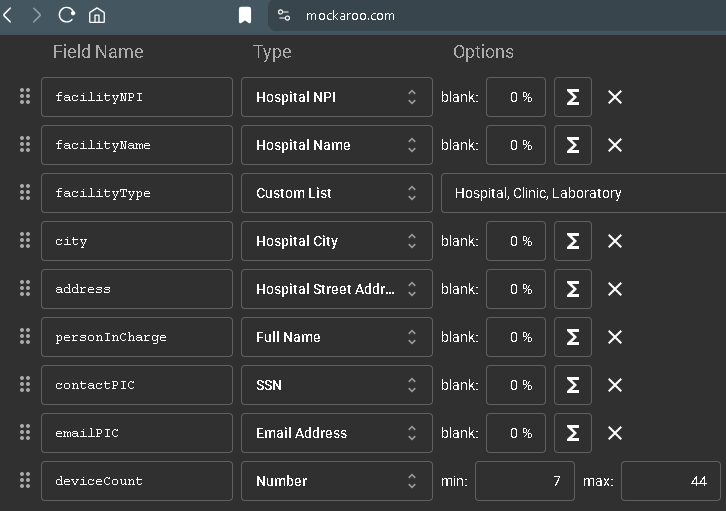 mockaroo.com
Field Name Type Options
facilityNPI Hospital NPI blank: 0 % Σ
facilityName Hospital Name blank: 0 % Σ
facilityType Custom List Hospital, Clinic, Laboratory
city Hospital City blank: 0 % Σ
address Hospital Street Addr... blank: 0 % Σ
personInCharge Full Name blank: 0 % Σ
contactPIC SSN blank: 0 % Σ
emailPIC Email Address blank: 0 % Σ
deviceCount Number min: 7 max: 44